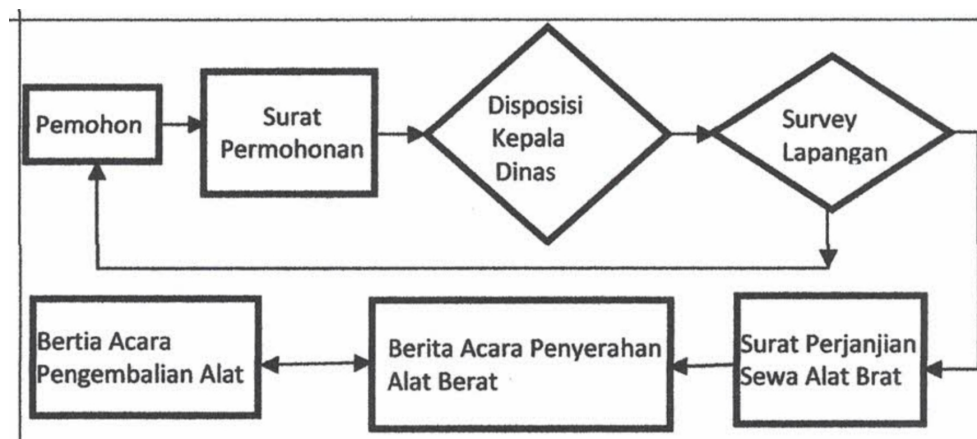 Pemohon
Surat
Permohonan
Disposisi
Kepala
Dinas
Survey
Lapangan
Bertia Acara
Pengembalian Alat
Berita Acara Penyerahan
Alat Berat
Surat Perjanjian
Sewa Alat Brat